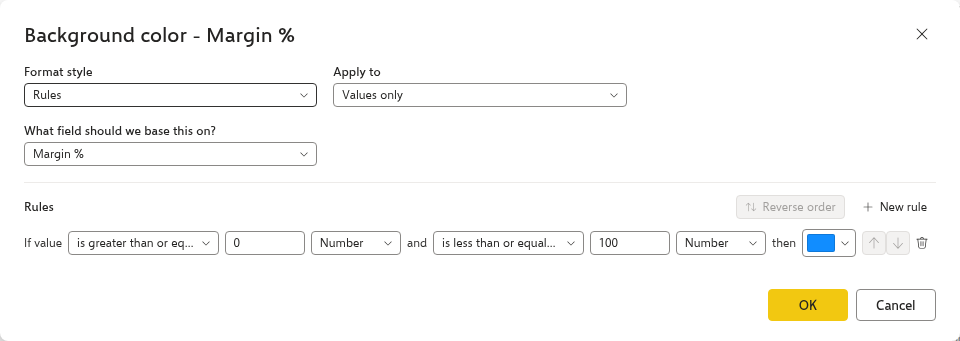 Background color - Margin %
Format style
Apply to
Rules
Values only
What field should we base this on?
Margin %
Rules
Reverse order
New rule
If value is greater than or eq... 0 Number and is less than or equal... 100 Number then
OK
Cancel